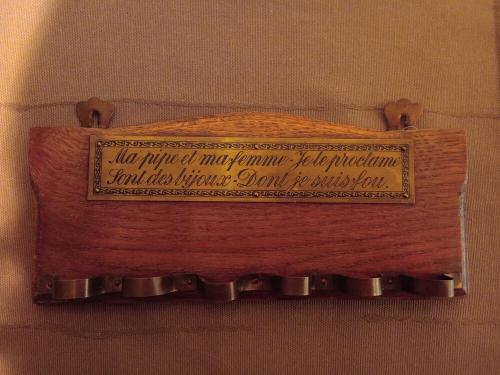 Ma pipe et ma femme - Je le proclame
Sont des bijoux - Dont je suis fou.